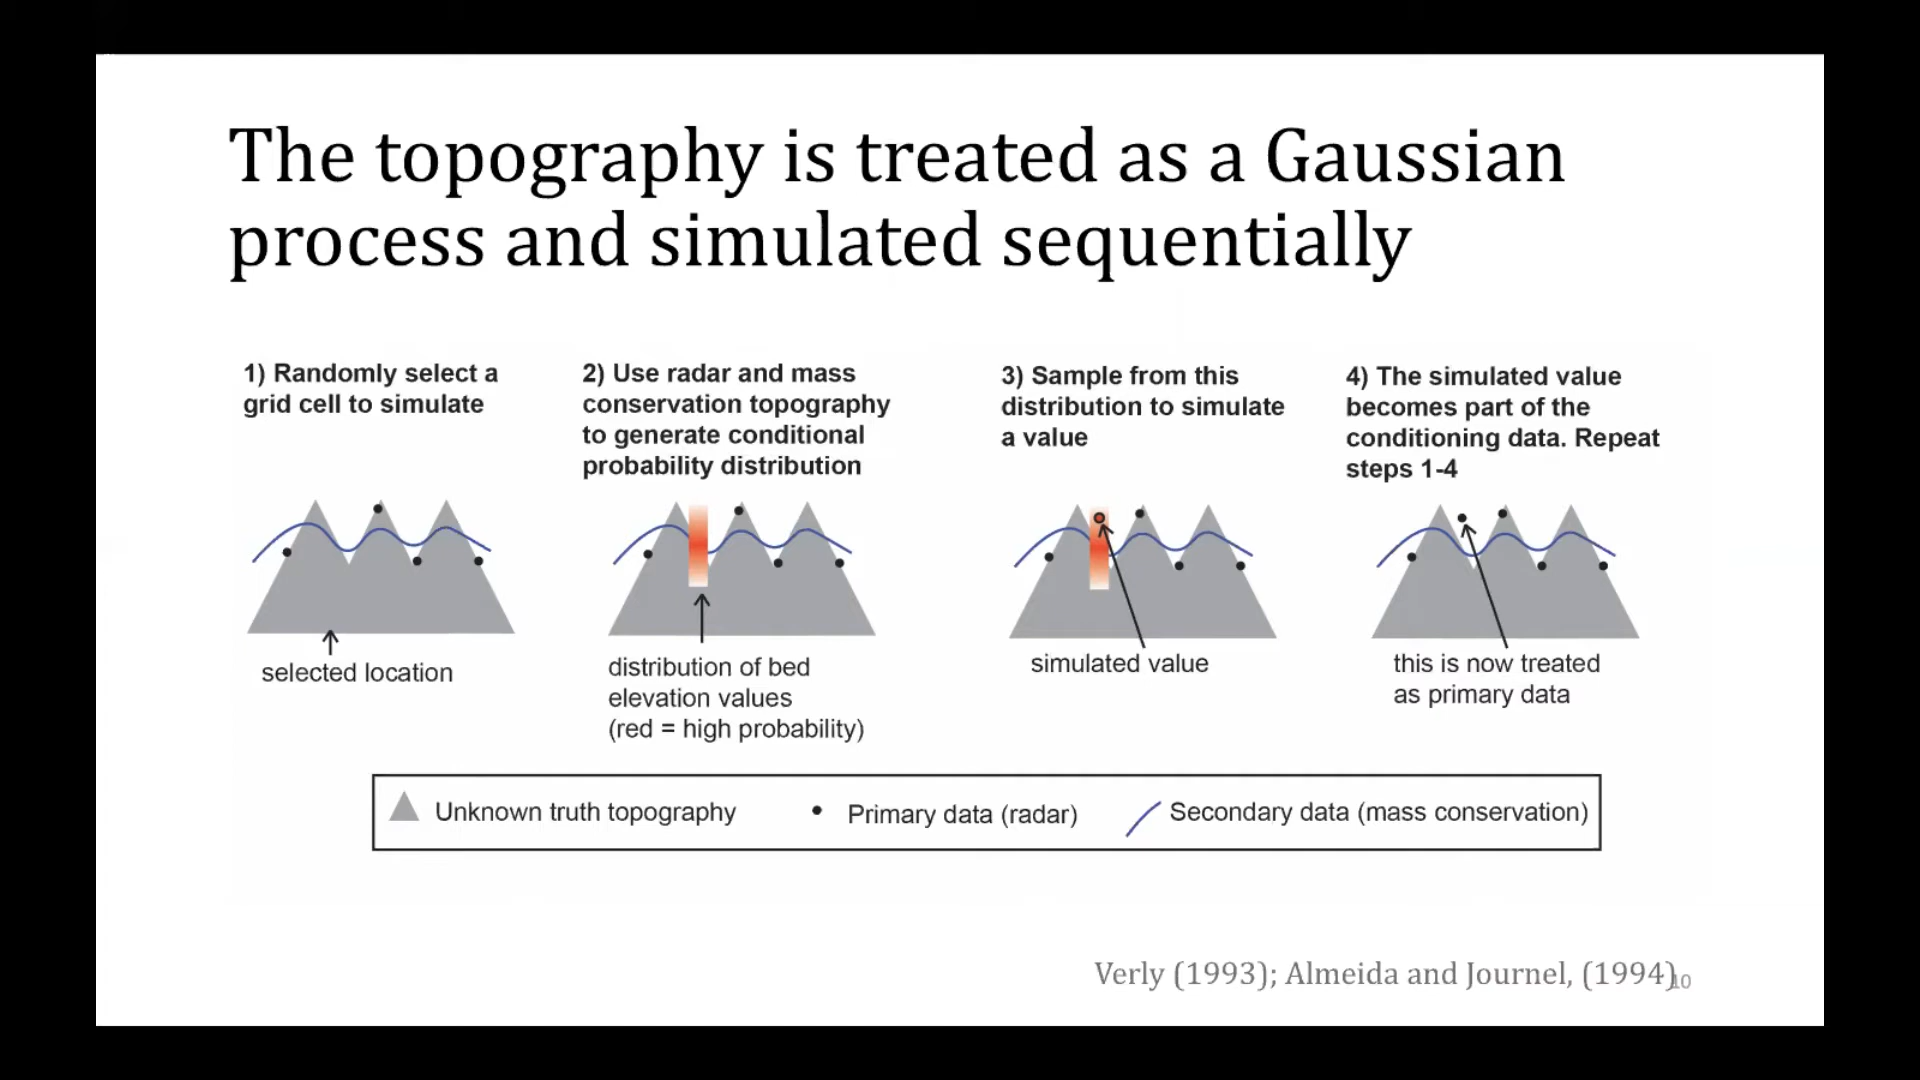 The topography is treated as a Gaussian
process and simulated sequentially
1) Randomly select a
grid cell to simulate
2) Use radar and mass
conservation topography
to generate conditional
probability distribution
3) Sample from this
distribution to simulate
a value
4) The simulated value
becomes part of the
conditioning data. Repeat
steps 1-4
selected location
distribution of bed
elevation values
(red = high probability)
simulated value
this is now treated
as primary data
Unknown truth topography
Primary data (radar)
Secondary data (mass conservation)
Verly (1993); Almeida and Journel, (1994)
10